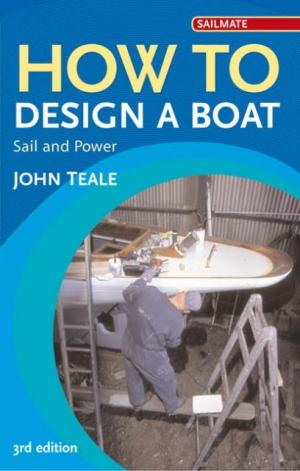 SAILMATE
HOW TO
DESIGN A BOAT
Sail and Power
JOHN TEALE
3rd edition